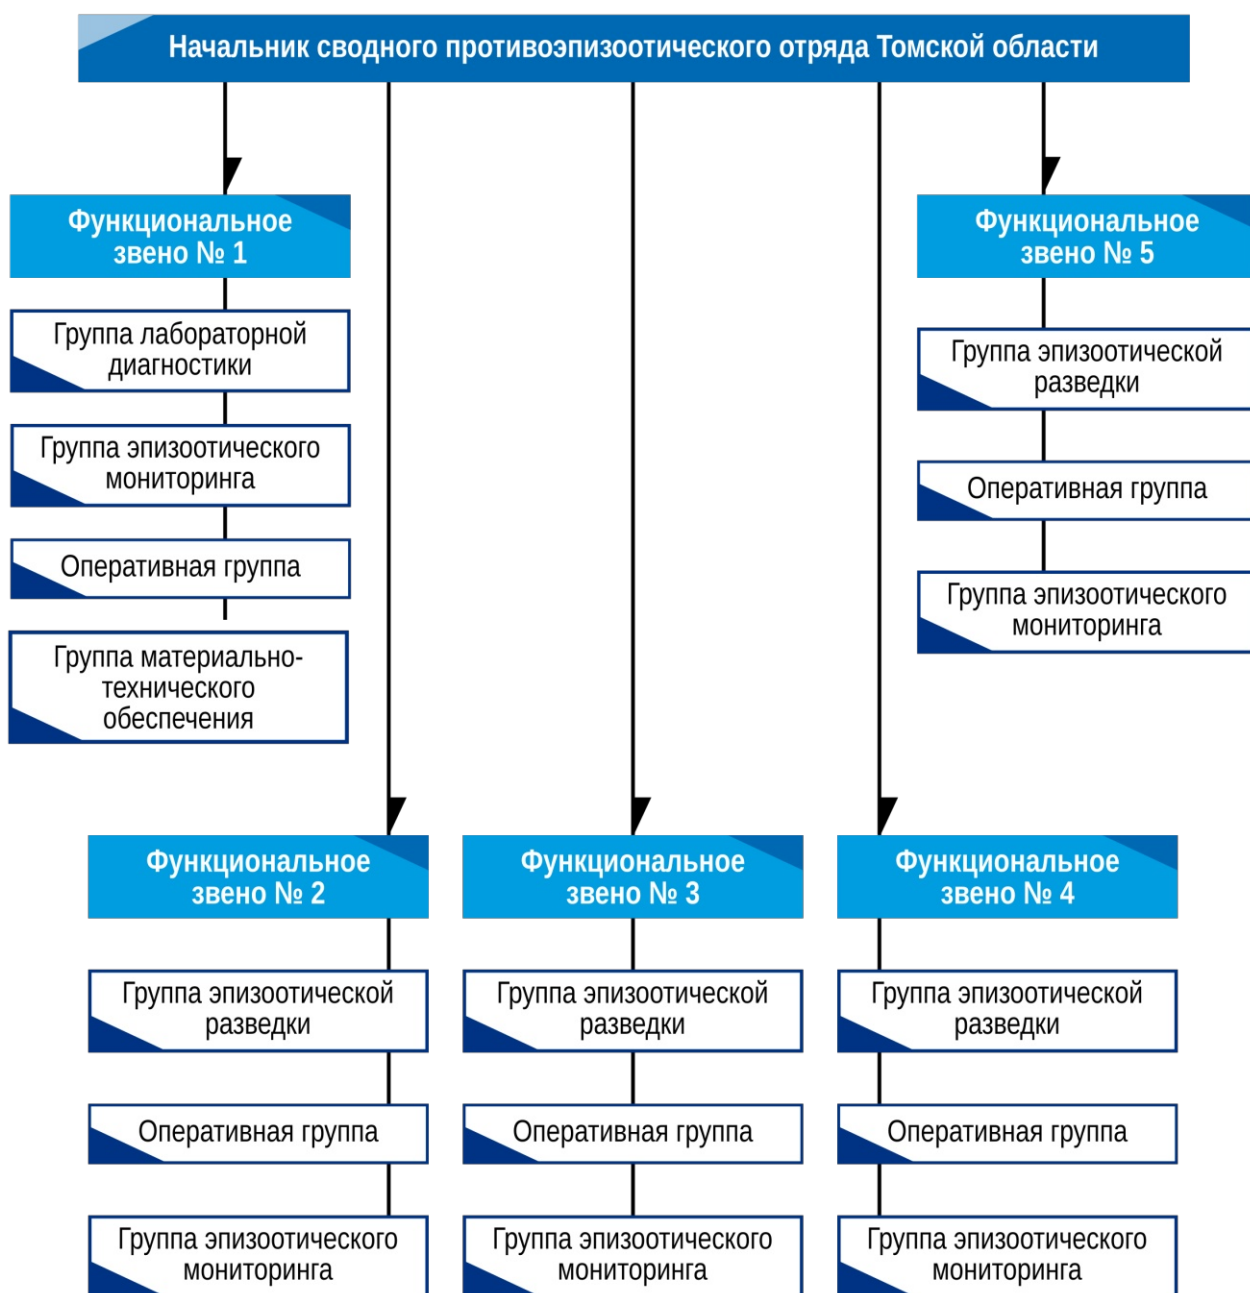 Начальник сводного противоэпизоотического отряда Томской области
Функциональное
звено № 1
Группа лабораторной
диагностики
Группа эпизоотического
мониторинга
Оперативная группа
Группа материально-
технического
обеспечения
Функциональное
звено № 5
Группа эпизоотической
разведки
Оперативная группа
Группа эпизоотического
мониторинга
Функциональное
звено № 2
Группа эпизоотической
разведки
Оперативная группа
Группа эпизоотического
мониторинга
Функциональное
звено № 3
Группа эпизоотической
разведки
Оперативная группа
Группа эпизоотического
мониторинга
Функциональное
звено № 4
Группа эпизоотической
разведки
Оперативная группа
Группа эпизоотического
мониторинга